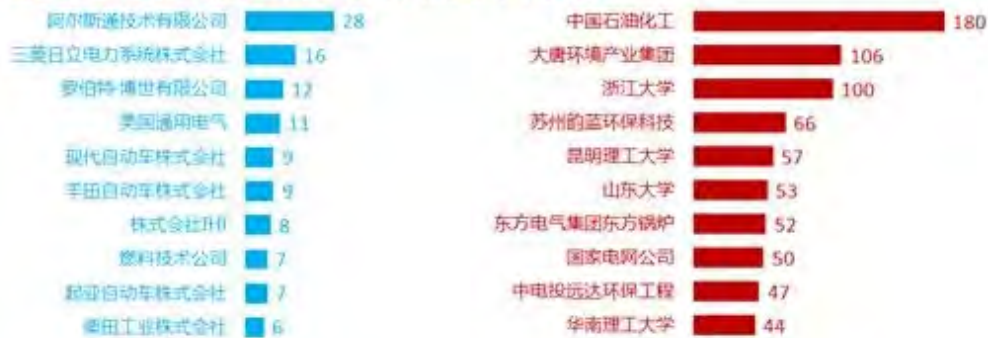 阿尔斯通技术有限公司 28
三菱日立电力系统株式会社 16
罗伯特·博世有限公司 12
美国通用电气 11
现代自动车株式会社 9
丰田自动车株式会社 9
株式会社IHI 8
燃料技术公司 7
起亚自动车株式会社 7
田工业株式会社 6
中国石油化工 180
大唐环境产业集团 106
浙江大学 100
苏州韵蓝环保科技 66
昆明理工大学 57
山东大学 53
东方电气集团东方锅炉 52
国家电网公司 50
中电投远达环保工程 47
华南理工大学 44